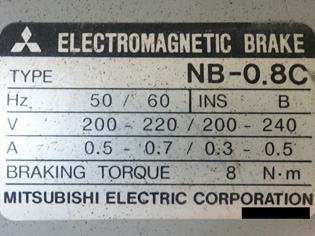 ELECTROMAGNETIC BRAKE
TYPE NB-0.8C
Hz 50 / 60 INS B
V 200 - 220 / 200 - 240
A 0.5 - 0.7 / 0.3 - 0.5
BRAKING TORQUE 8 N·m
MITSUBISHI ELECTRIC CORPORATION